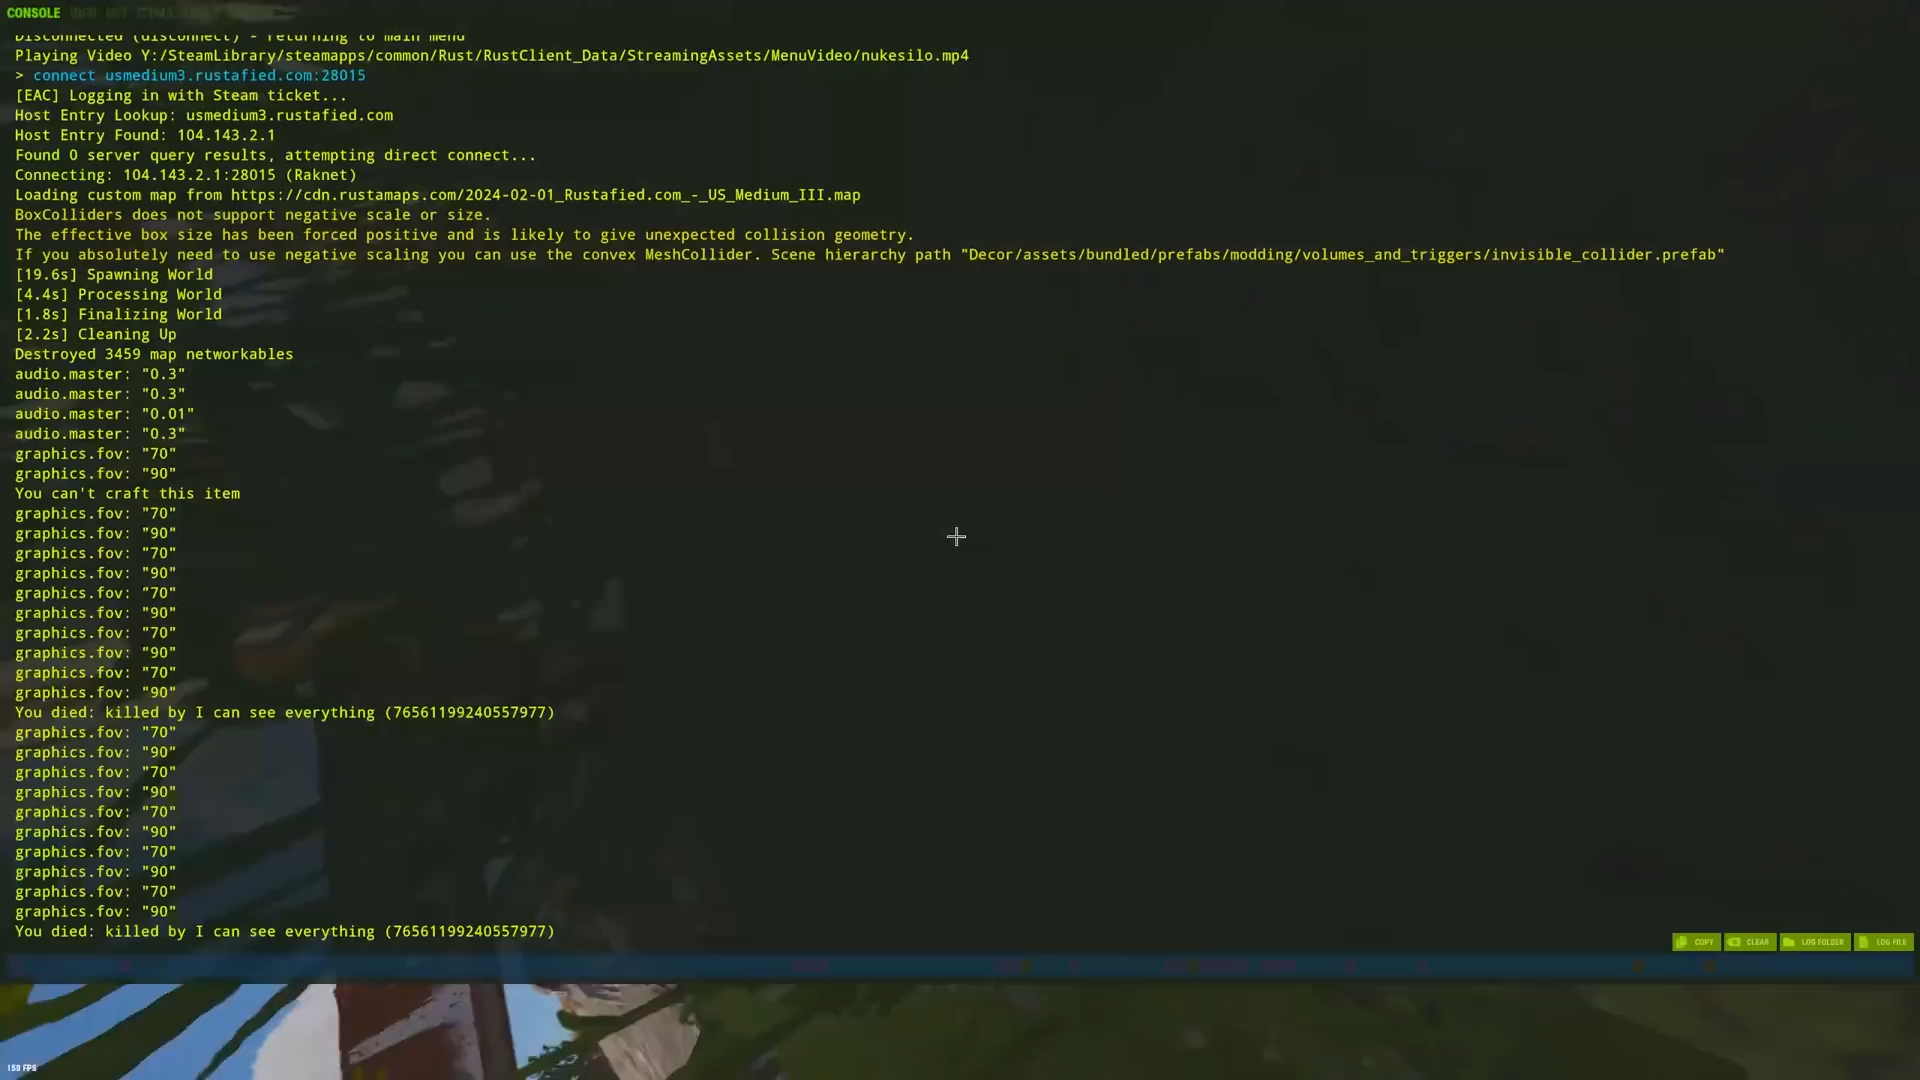 CONSOLE
Disconnected (disconnect) - returning to main menu
Playing Video Y:/SteamLibrary/steamapps/common/Rust/RustClient_Data/StreamingAssets/MenuVideo/nukesilo.mp4
> connect usmedium3.rustafied.com:28015
[EAC] Logging in with Steam ticket...
Host Entry Lookup: usmedium3.rustafied.com
Host Entry Found: 104.143.2.1
Found 0 server query results, attempting direct connect...
Connecting: 104.143.2.1:28015 (Raknet)
Loading custom map from https://cdn.rustamaps.com/2024-02-01_Rustafied.com_-_US_Medium_III.map
BoxColliders does not support negative scale or size.
The effective box size has been forced positive and is likely to give unexpected collision geometry.
If you absolutely need to use negative scaling you can use the convex MeshCollider. Scene hierarchy path "Decor/assets/bundled/prefabs/modding/volumes_and_triggers/invisible_collider.prefab"
[19.6s] Spawning World
[4.4s] Processing World
[1.8s] Finalizing World
[2.2s] Cleaning Up
Destroyed 3459 map networkables
audio.master: "0.3"
audio.master: "0.3"
audio.master: "0.01"
audio.master: "0.3"
graphics.fov: "70"
graphics.fov: "90"
You can't craft this item
graphics.fov: "70"
graphics.fov: "90"
graphics.fov: "70"
graphics.fov: "90"
graphics.fov: "70"
graphics.fov: "90"
graphics.fov: "70"
graphics.fov: "90"
graphics.fov: "70"
graphics.fov: "90"
You died: killed by I can see everything (76561199240557977)
graphics.fov: "70"
graphics.fov: "90"
graphics.fov: "70"
graphics.fov: "90"
graphics.fov: "70"
graphics.fov: "90"
graphics.fov: "70"
graphics.fov: "90"
graphics.fov: "70"
graphics.fov: "90"
You died: killed by I can see everything (76561199240557977)
COPY CLEAR LOG FOLDER LOG FILE
150 FPS